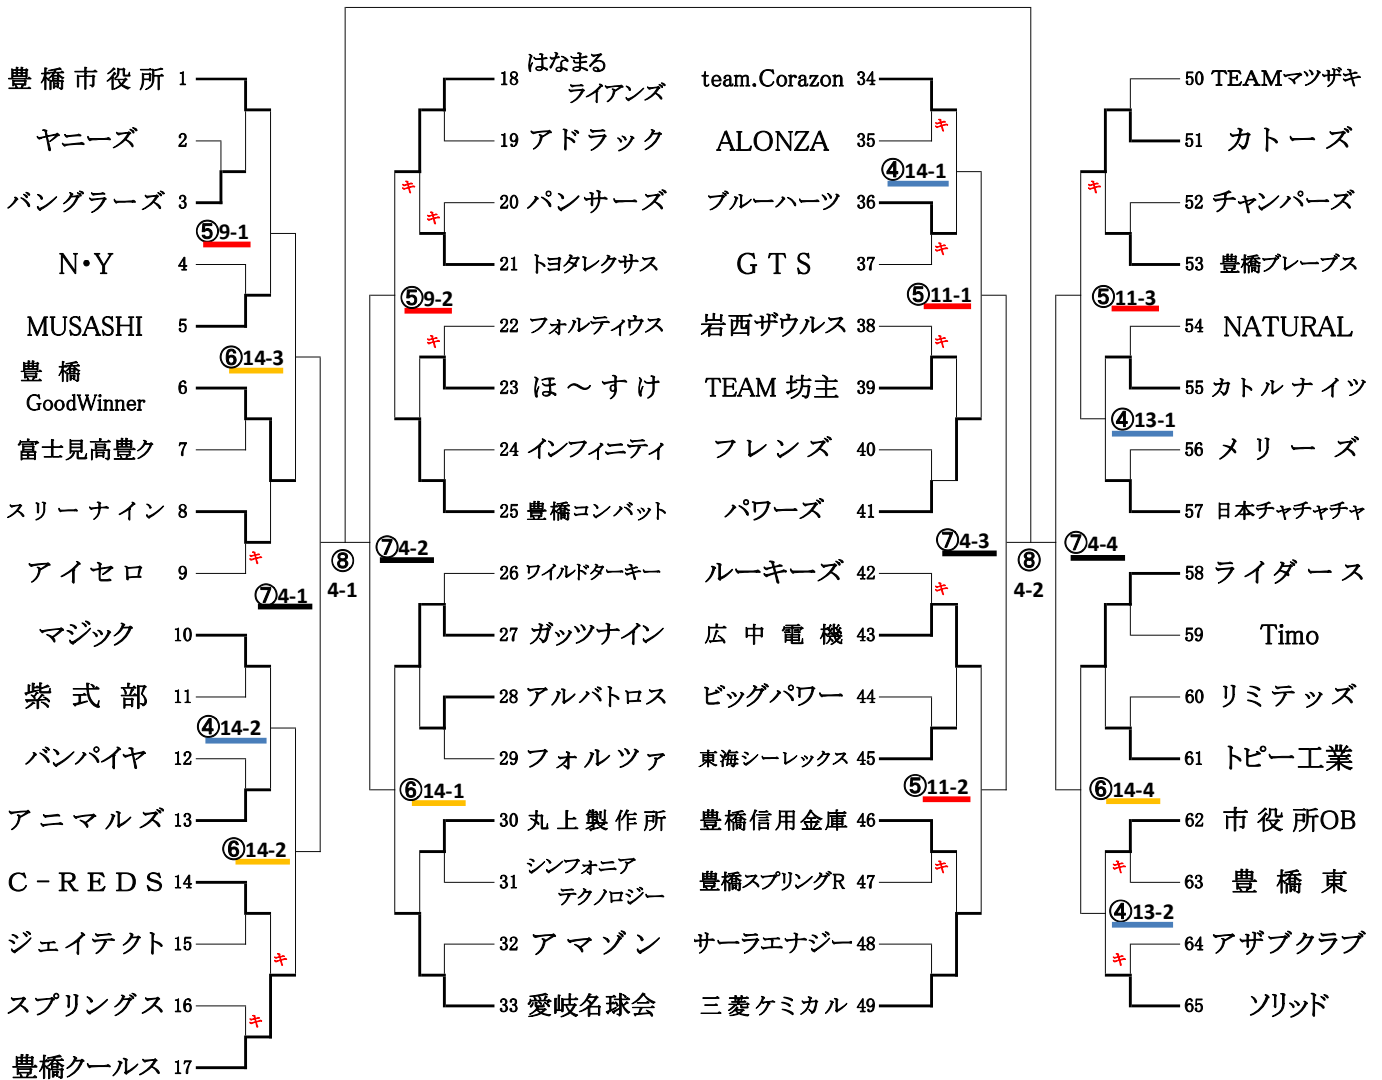 豊橋市役所 1
ヤニーズ 2
バングラーズ 3
⑤9-1
N・Y 4
MUSASHI 5
⑥14-3
豊橋
GoodWinner 6
富士見高豊ク 7
スリーナイン 8
キ
アイセロ 9
⑦4-1
マジック 10
紫式部 11
④14-2
バンパイヤ 12
アニマルズ 13
⑥14-2
C-REDS 14
ジェイテクト 15
キ
スプリングス 16
キ
豊橋クールス 17
⑧
4-1
18 はなまる
ライアンズ
19 アドラック
キ
20 パンサーズ
キ
21 トヨタレクサス
⑤9-2
22 フォルティウス
キ
23 ほ～すけ
24 インフィニティ
25 豊橋コンバット
⑦4-2
26 ワイルドターキー
27 ガッツナイン
28 アルバトロス
29 フォルツァ
⑥14-1
30 丸上製作所
31 シンフォニア
テクノロジー
32 アマゾン
33 愛岐名球会
team.Corazon 34
キ
ALONZA 35
④14-1
ブルーハーツ 36
キ
GTS 37
⑤11-1
岩西ザウルス 38
キ
TEAM 坊主 39
フレンズ 40
パワーズ 41
⑦4-3
ルーキーズ 42
キ
広中電機 43
ビッグパワー 44
東海シーレックス 45
⑤11-2
豊橋信用金庫 46
キ
豊橋スプリングR 47
サーラエナジー 48
三菱ケミカル 49
⑧
4-2
50 TEAMマツザキ
51 カトーズ
キ
52 チャンパーズ
53 豊橋ブレーブス
⑤11-3
54 NATURAL
55 カトルナイツ
④13-1
56 メリーズ
57 日本チャチャチャ
⑦4-4
58 ライダース
59 Timo
60 リミテッズ
61 トピー工業
⑥14-4
62 市役所OB
キ
63 豊橋東
④13-2
64 アザブクラブ
キ
65 ソリッド